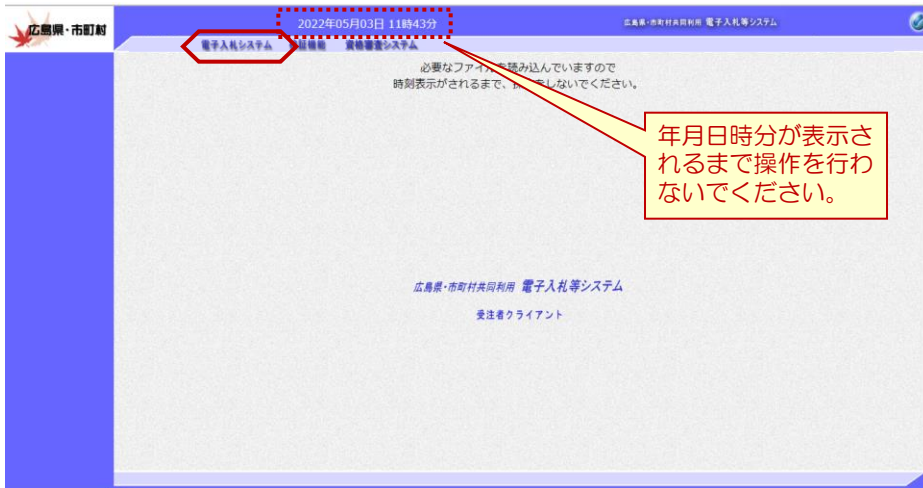 広島県・市町村
2022年05月03日 11時43分
広島県・市町村共同利用 電子入札等システム
電子入札システム 証機能 資格審査システム
必要なファイルを読み込んでいますので
時刻表示がされるまで、操 をしないでください。
年月日時分が表示さ
れるまで操作を行わ
ないでください。
広島県・市町村共同利用 電子入札等システム
受注者クライアント